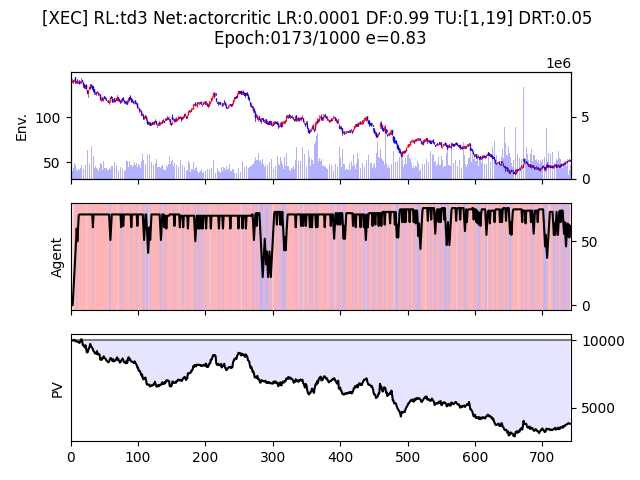 [XEC] RL:td3 Net:actorcritic LR:0.0001 DF:0.99 TU:[1,19] DRT:0.05
Epoch:0173/1000 e=0.83
1e6
Env.
100
50
5
0
Agent
50
0
PV
10000
5000
0 100 200 300 400 500 600 700